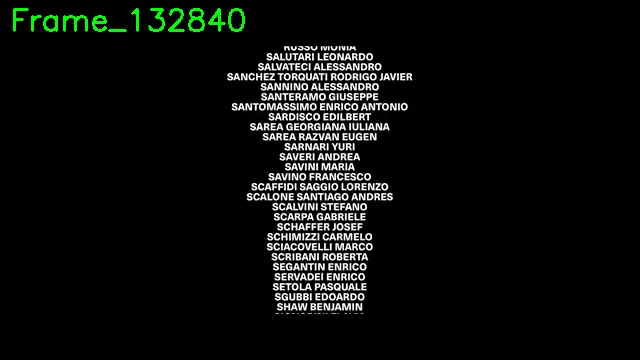 Frame_132840
RUSSO MONIA
SALUTARI LEONARDO
SALVATECI ALESSANDRO
SANCHEZ TORQUATI RODRIGO JAVIER
SANNINO ALESSANDRO
SANTERAMO GIUSEPPE
SANTOMASSIMO ENRICO ANTONIO
SARDISCO EDILBERT
SAREA GEORGIANA IULIANA
SAREA RAZVAN EUGEN
SARNARI YURI
SAVERI ANDREA
SAVINI MARIA
SAVINO FRANCESCO
SCAFFIDI SAGGIO LORENZO
SCALONE SANTIAGO ANDRES
SCALVINI STEFANO
SCARPA GABRIELE
SCHAFFER JOSEF
SCHIMIZZI CARMELO
SCIACOVELLI MARCO
SCRIBANI ROBERTA
SEGANTIN ENRICO
SERVADEI ENRICO
SETOLA PASQUALE
SGUBBI EDOARDO
SHAW BENJAMIN